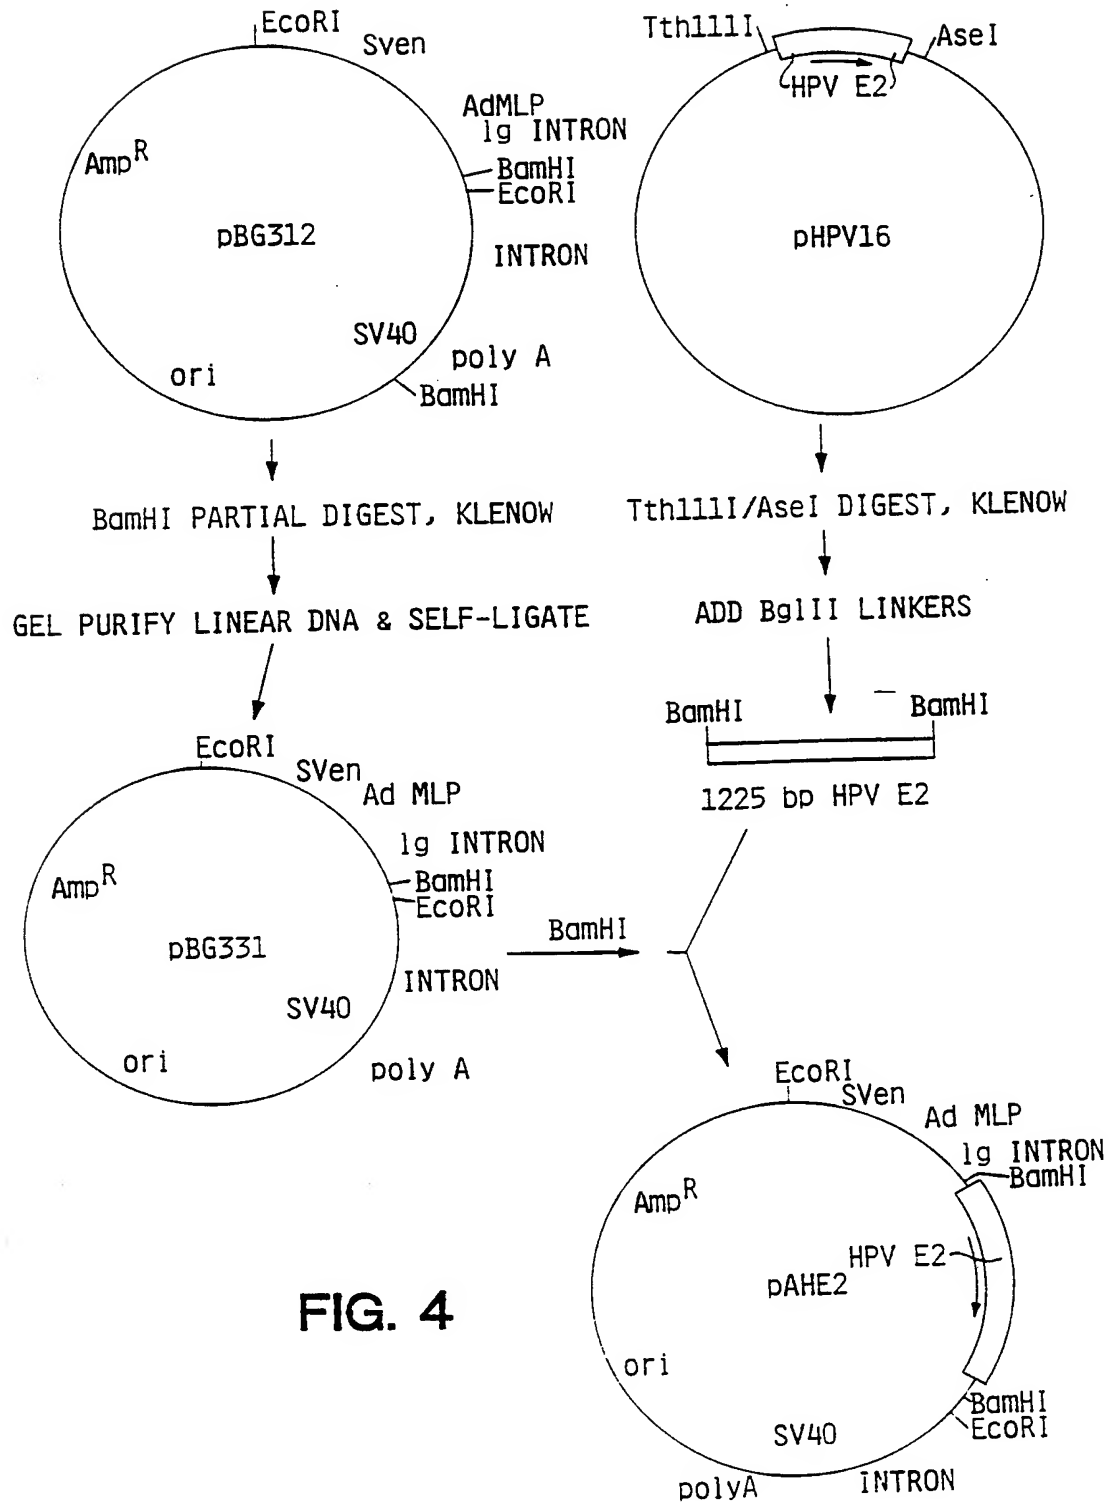 EcoRI
Sven
AdMLP
lg INTRON
BamHI
EcoRI
Amp^R
pBG312
INTRON
SV40
poly A
ori
BamHI
Tth111I
AseI
HPV E2
pHPV16
BamHI PARTIAL DIGEST, KLENOW
Tth111I/AseI DIGEST, KLENOW
GEL PURIFY LINEAR DNA & SELF-LIGATE
ADD BglII LINKERS
BamHI
BamHI
1225 bp HPV E2
EcoRI
SVen
Ad MLP
lg INTRON
BamHI
EcoRI
Amp^R
pBG331
INTRON
SV40
ori
poly A
BamHI
EcoRI
SVen
Ad MLP
lg INTRON
BamHI
Amp^R
HPV E2
pAHE2
ori
BamHI
EcoRI
SV40
polyA
INTRON
FIG. 4